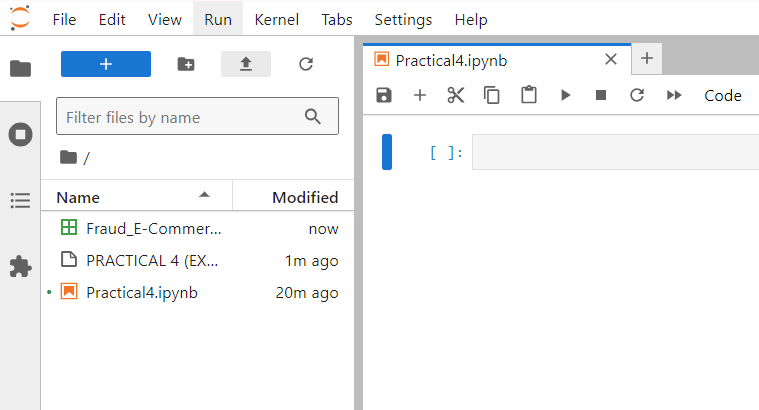 File Edit View Run Kernel Tabs Settings Help
Filter files by name
/
Name Modified
Fraud_E-Commer... now
PRACTICAL 4 (EX... 1m ago
Practical4.ipynb 20m ago
Practical4.ipynb
Code
[ ]: